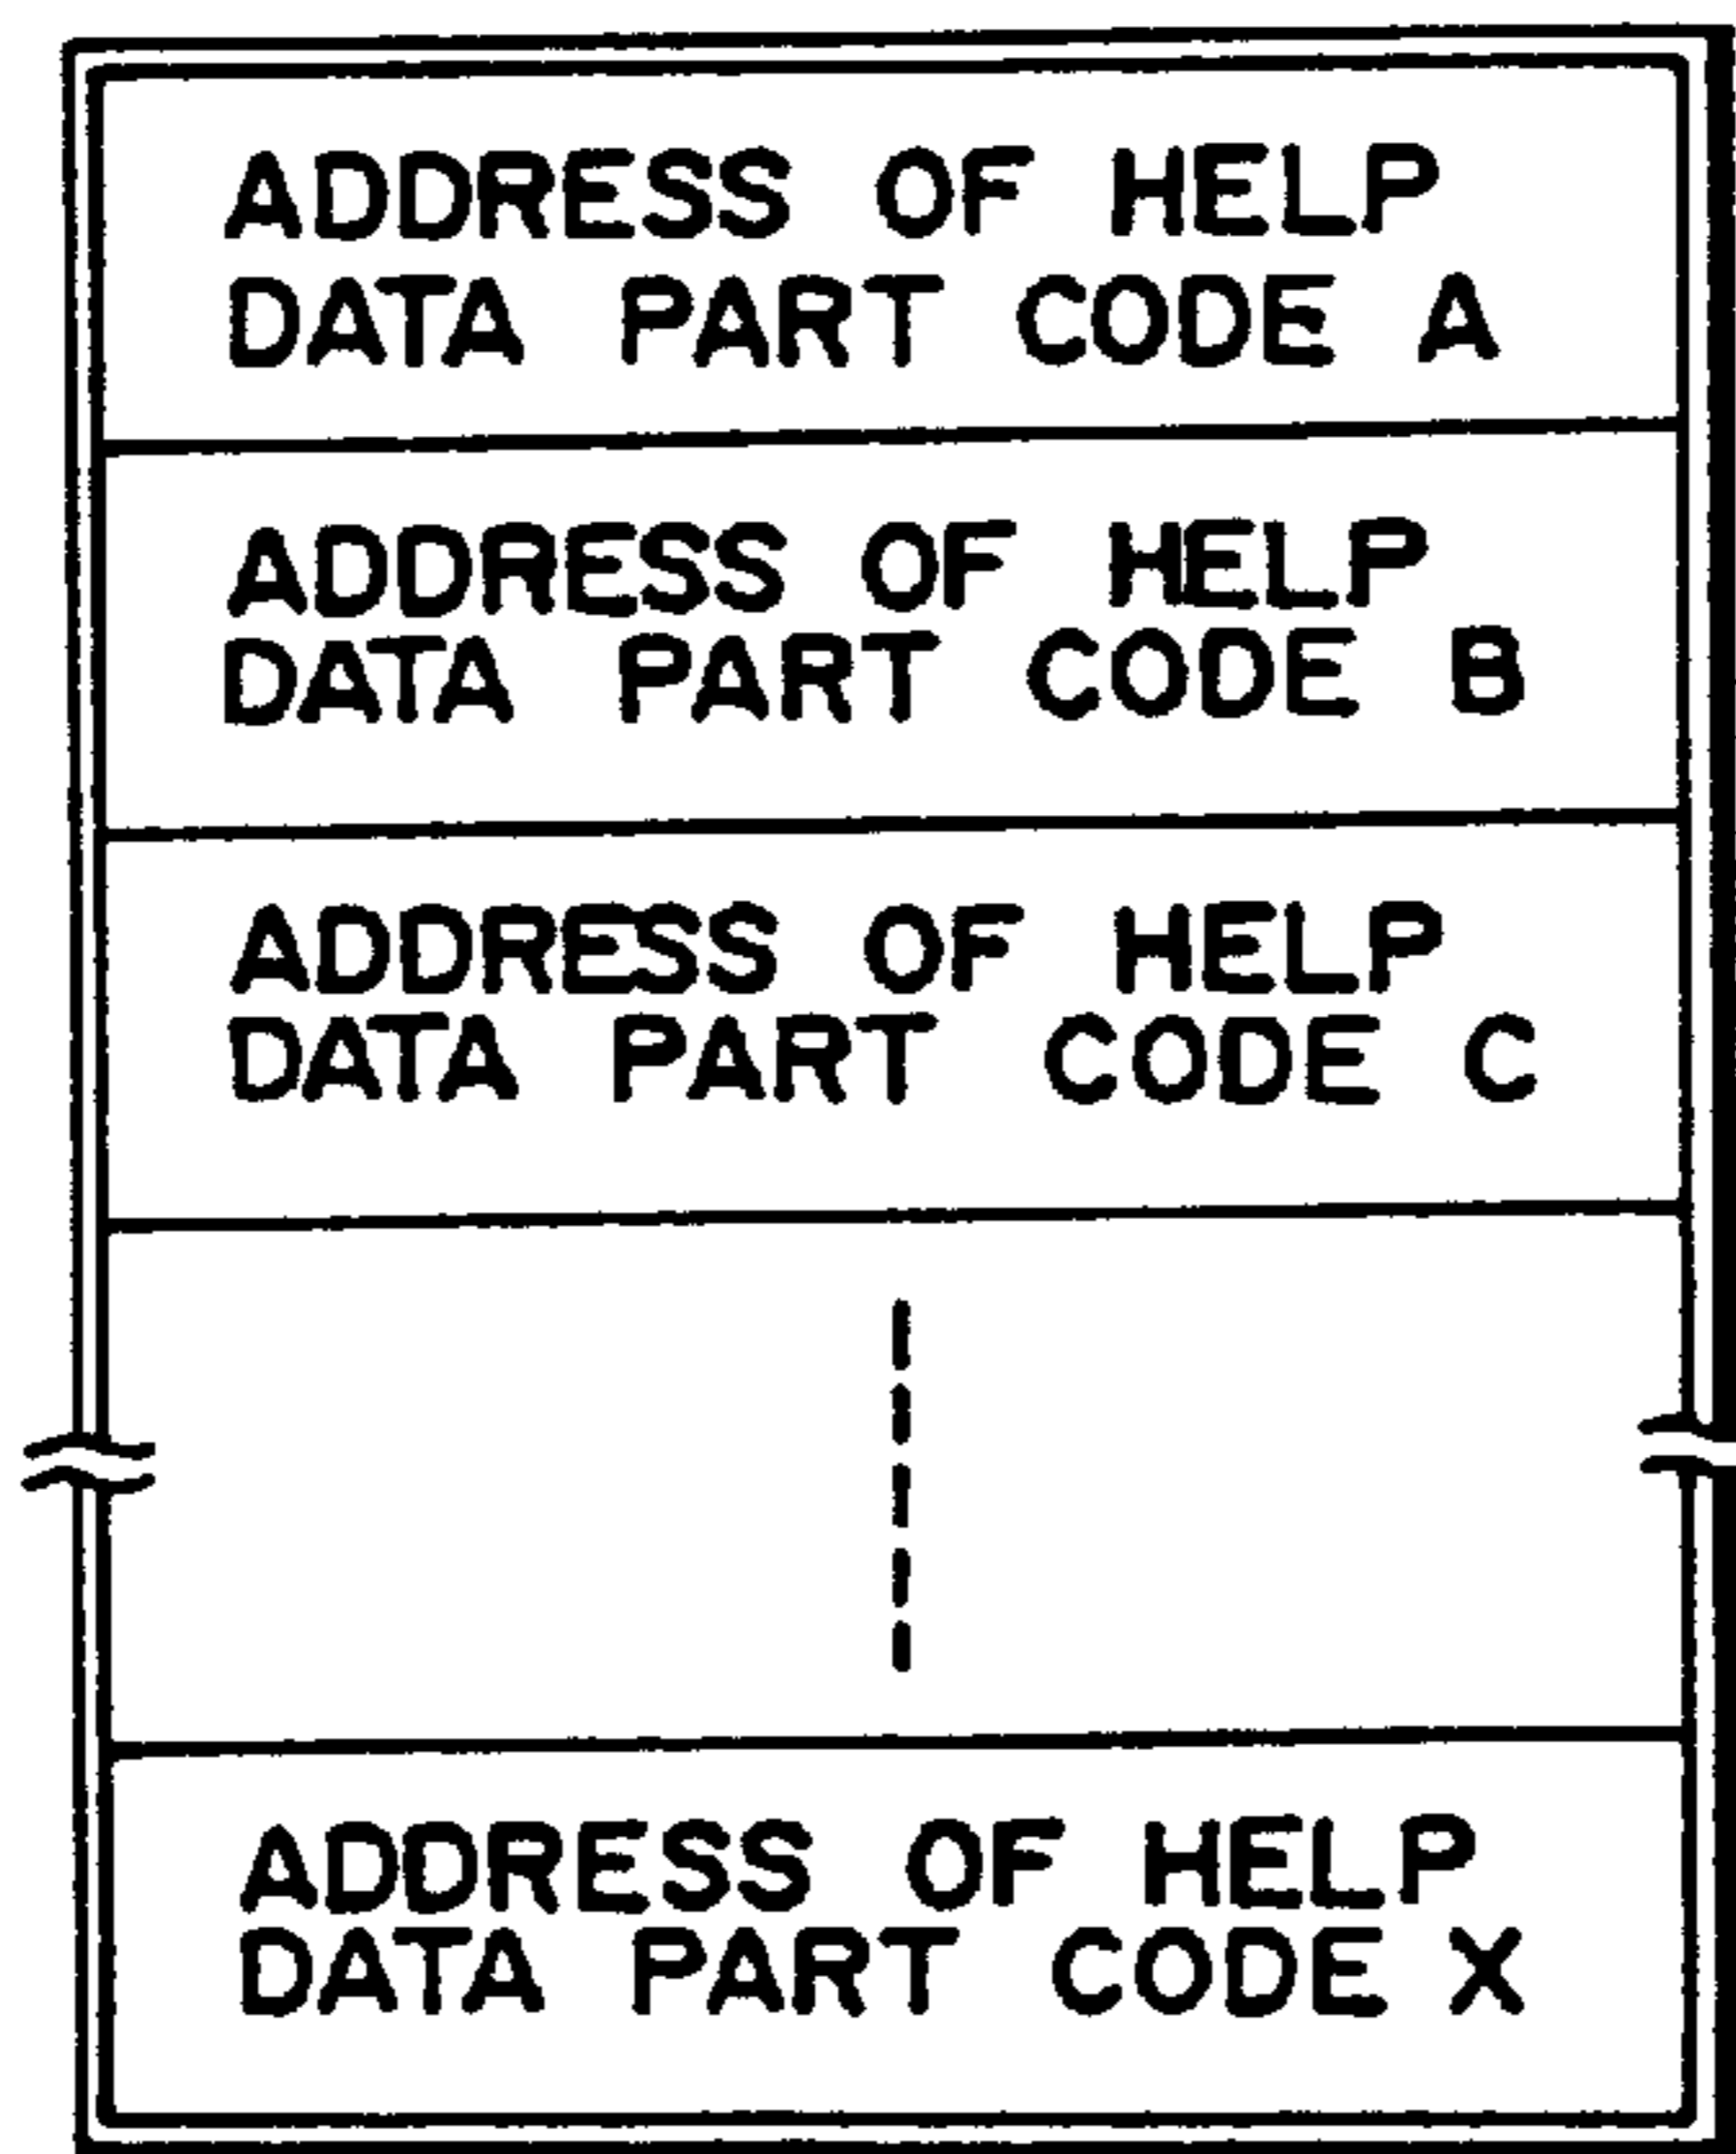 ADDRESS OF HELP
DATA PART CODE A
ADDRESS OF HELP
DATA PART CODE B
ADDRESS OF HELP
DATA PART CODE C
ADDRESS OF HELP
DATA PART CODE X